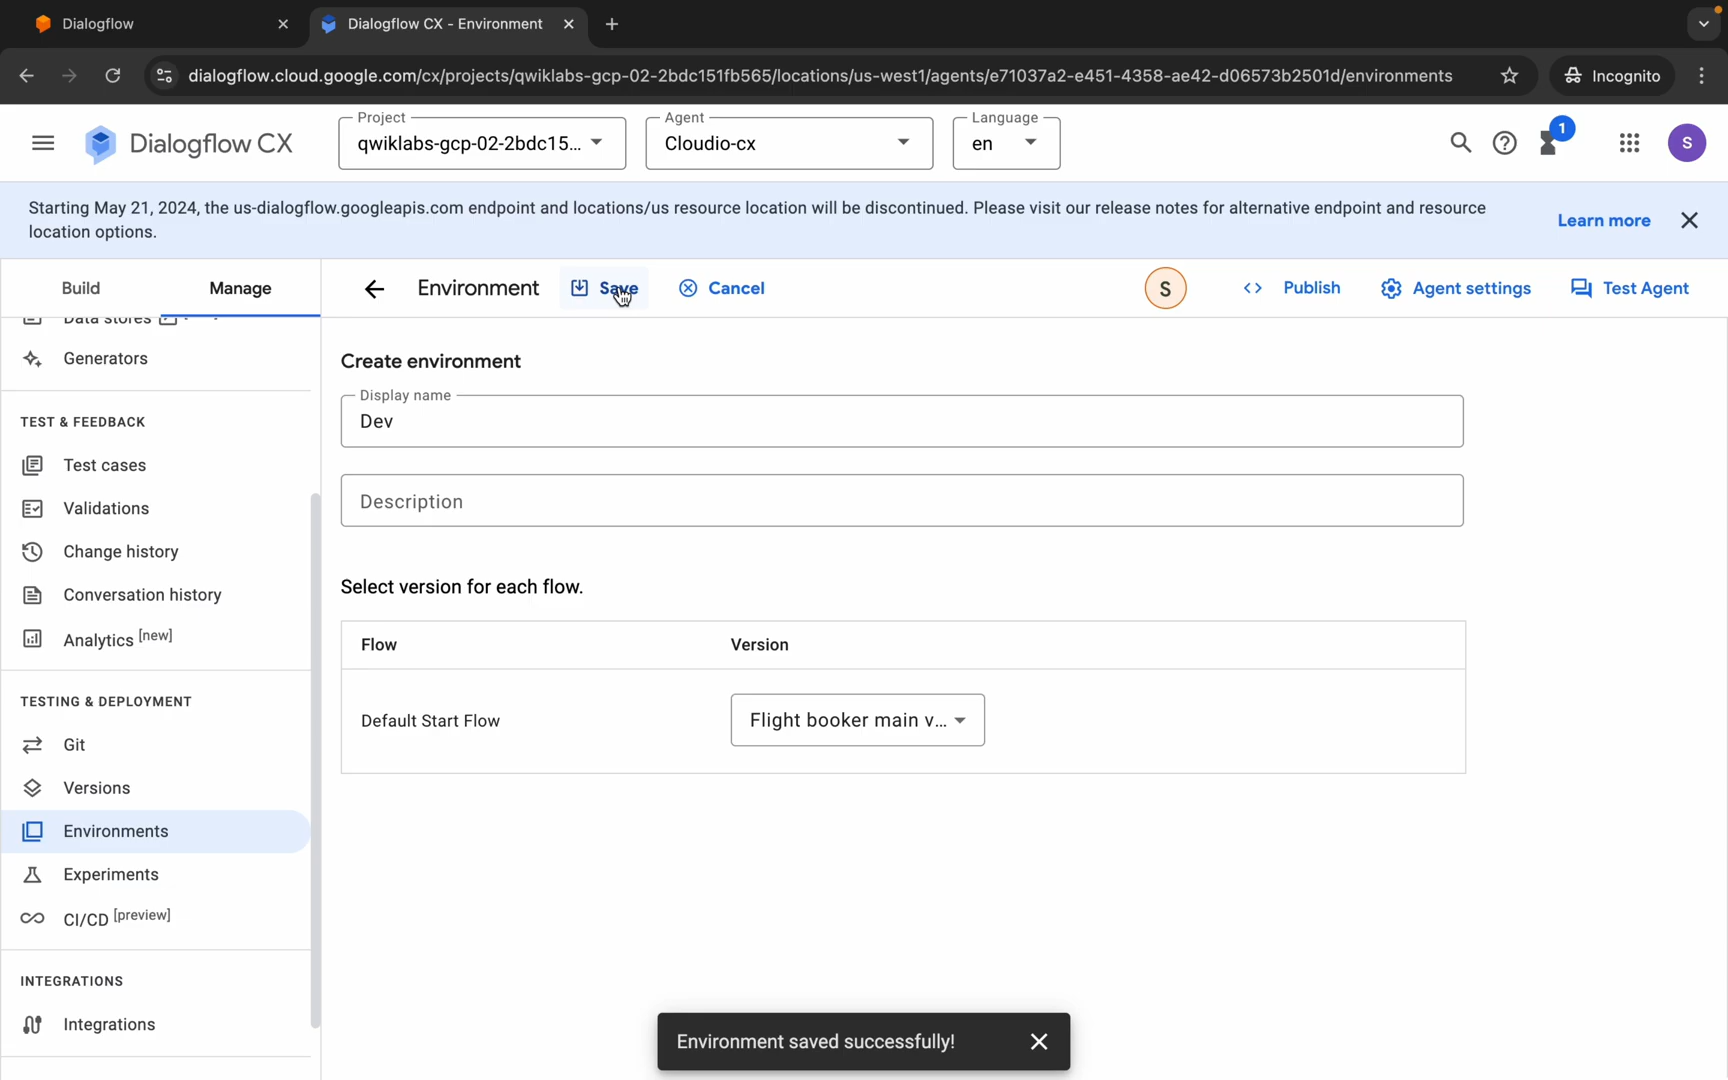 Dialogflow
Dialogflow CX - Environment
dialogflow.cloud.google.com/cx/projects/qwiklabs-gcp-02-2bdc151fb565/locations/us-west1/agents/e71037a2-e451-4358-ae42-d06573b2501d/environments
Incognito
Dialogflow CX
Project
qwiklabs-gcp-02-2bdc15...
Agent
Cloudio-cx
Language
en
1
S
Starting May 21, 2024, the us-dialogflow.googleapis.com endpoint and locations/us resource location will be discontinued. Please visit our release notes for alternative endpoint and resource
location options.
Learn more
Build
Manage
Environment
Save
Cancel
S
Publish
Agent settings
Test Agent
Data stores
Generators
TEST & FEEDBACK
Test cases
Validations
Change history
Conversation history
Analytics [new]
TESTING & DEPLOYMENT
Git
Versions
Environments
Experiments
CI/CD [preview]
INTEGRATIONS
Integrations
Create environment
Display name
Dev
Description
Select version for each flow.
Flow
Version
Default Start Flow
Flight booker main v...
Environment saved successfully!